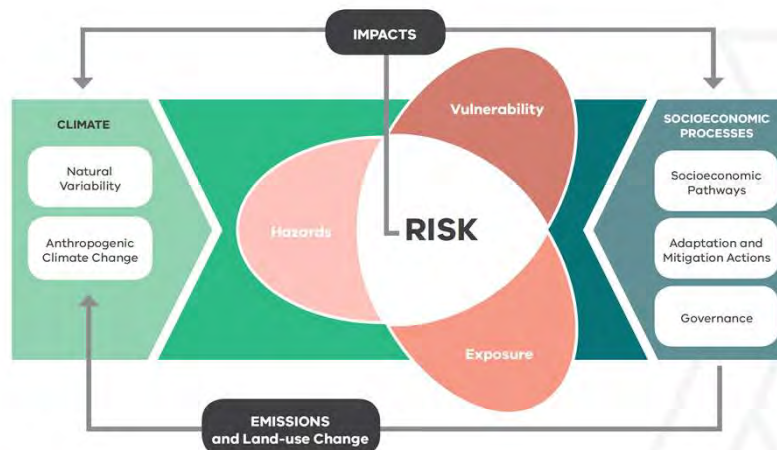 IMPACTS
CLIMATE
Natural
Variability
Anthropogenic
Climate Change
Hazards
Vulnerability
RISK
Exposure
SOCIOECONOMIC
PROCESSES
Socioeconomic
Pathways
Adaptation and
Mitigation Actions
Governance
EMISSIONS
and Land-use Change